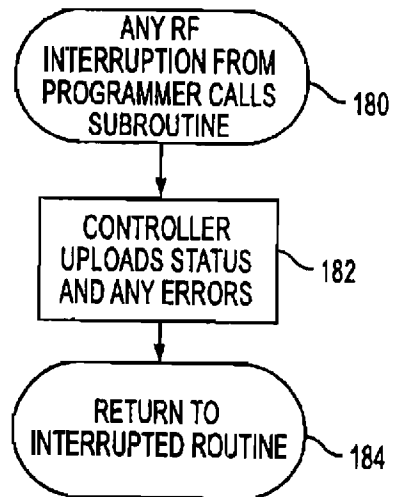 ANY RF
INTERRUPTION FROM
PROGRAMMER CALLS
SUBROUTINE
180
CONTROLLER
UPLOADS STATUS
AND ANY ERRORS
182
RETURN TO
INTERRUPTED ROUTINE
184